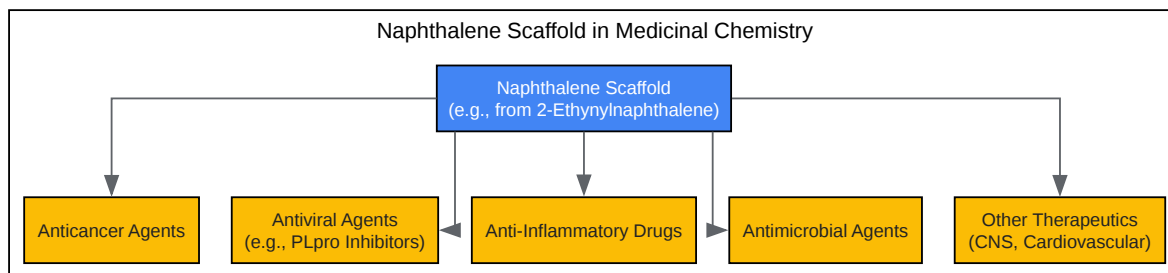 Naphthalene Scaffold in Medicinal Chemistry
Naphthalene Scaffold
(e.g., from 2-Ethynylnaphthalene)
Anticancer Agents
Antiviral Agents
(e.g., PLpro Inhibitors)
Anti-Inflammatory Drugs
Antimicrobial Agents
Other Therapeutics
(CNS, Cardiovascular)